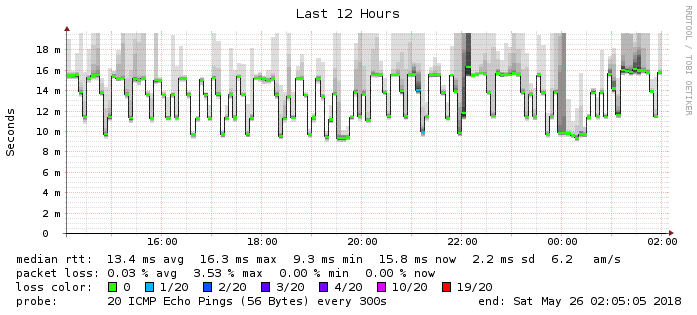 Last 12 Hours
RRDTOOL / TOBI OETIKER
Seconds
18 m
16 m
14 m
12 m
10 m
8 m
6 m
4 m
2 m
0
16:00 18:00 20:00 22:00 00:00 02:00
median rtt: 13.4 ms avg 16.3 ms max 9.3 ms min 15.8 ms now 2.2 ms sd 6.2 am/s
packet loss: 0.03 % avg 3.53 % max 0.00 % min 0.00 % now
loss color: 0 1/20 2/20 3/20 4/20 10/20 19/20
probe: 20 ICMP Echo Pings (56 Bytes) every 300s end: Sat May 26 02:05:05 2018